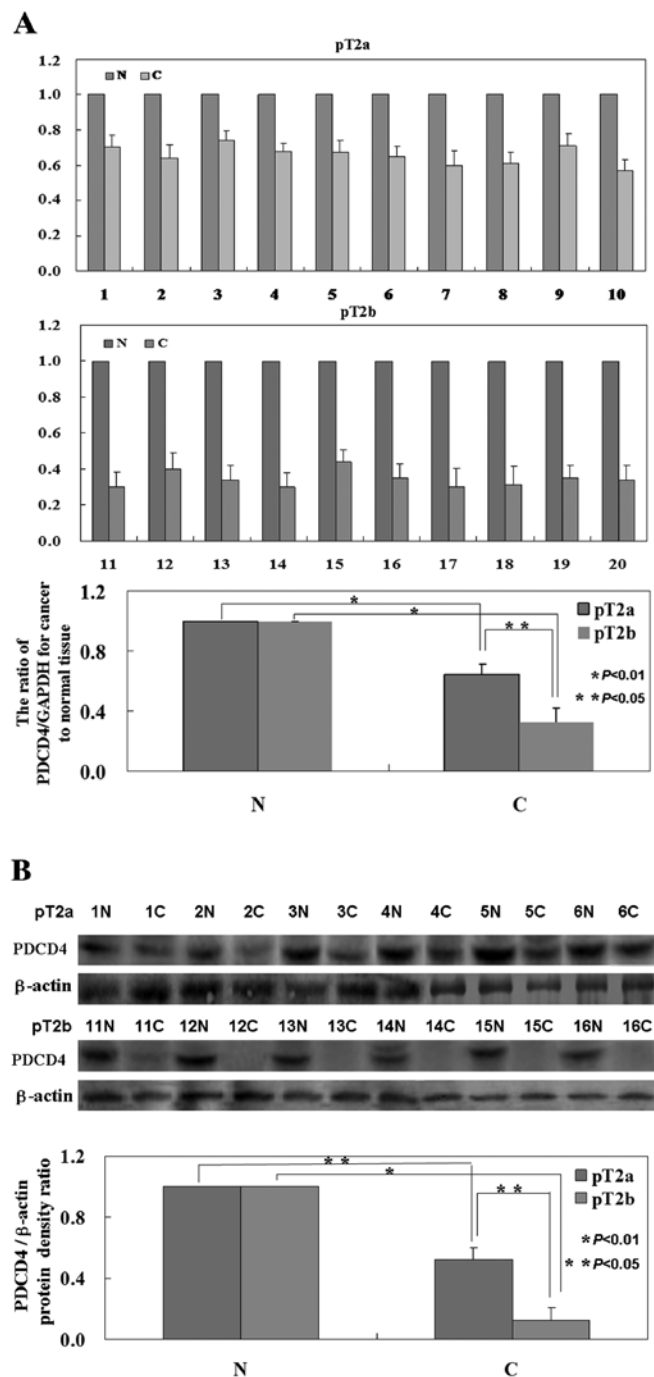 A
pT2a
1.2
N C
1.0
0.8
0.6
0.4
0.2
0.0
1 2 3 4 5 6 7 8 9 10
pT2b
1.2
N C
1.0
0.8
0.6
0.4
0.2
0.0
11 12 13 14 15 16 17 18 19 20
The ratio of
PDCD4/GAPDH for cancer
to normal tissue
1.2
0.8
0.4
0.0
*
*
**
pT2a
pT2b
*P<0.01
**P<0.05
N C
B
pT2a 1N 1C 2N 2C 3N 3C 4N 4C 5N 5C 6N 6C
PDCD4
β-actin
pT2b 11N 11C 12N 12C 13N 13C 14N 14C 15N 15C 16N 16C
PDCD4
β-actin
PDCD4 / β-actin
protein density ratio
1.2
0.8
0.4
0.0
**
*
**
pT2a
pT2b
*P<0.01
**P<0.05
N C